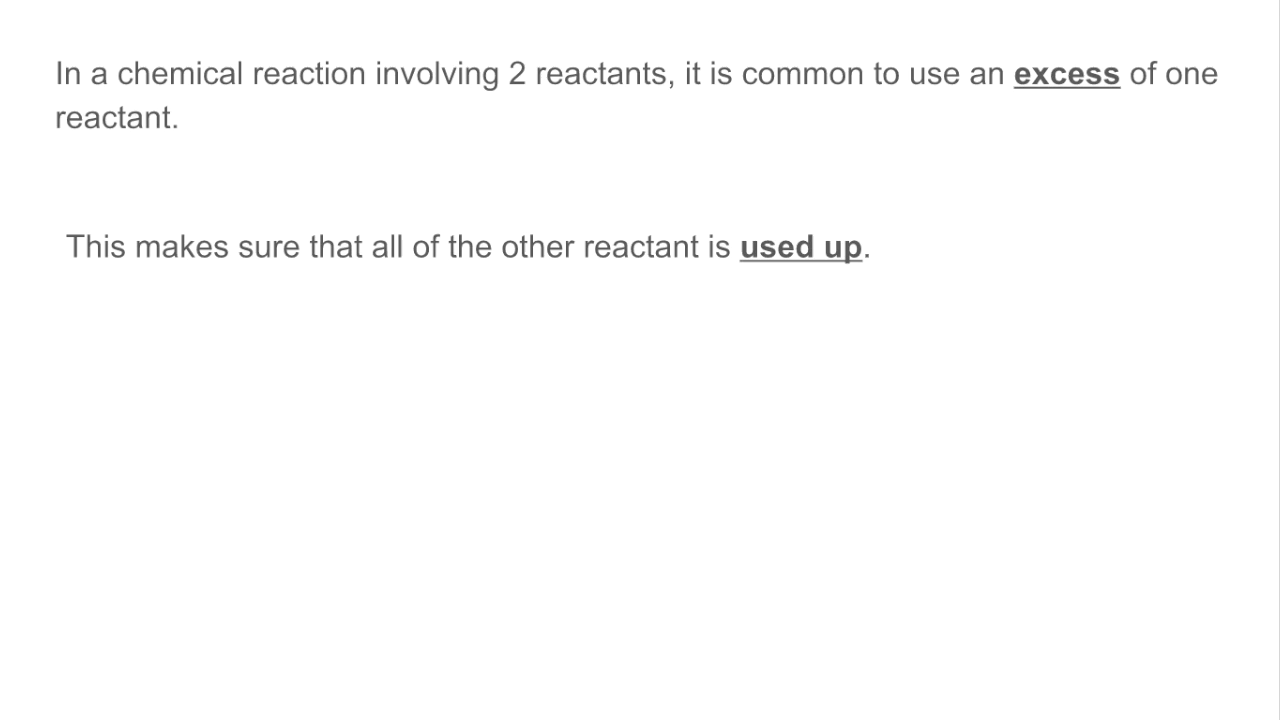 In a chemical reaction involving 2 reactants, it is common to use an excess of one
reactant.
This makes sure that all of the other reactant is used up.